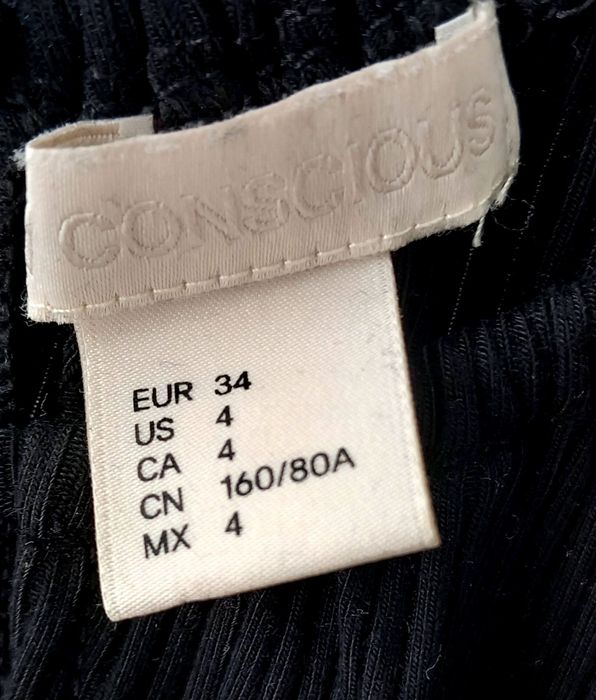 CONSCIOUS
EUR 34
US 4
CA 4
CN 160/80A
MX 4